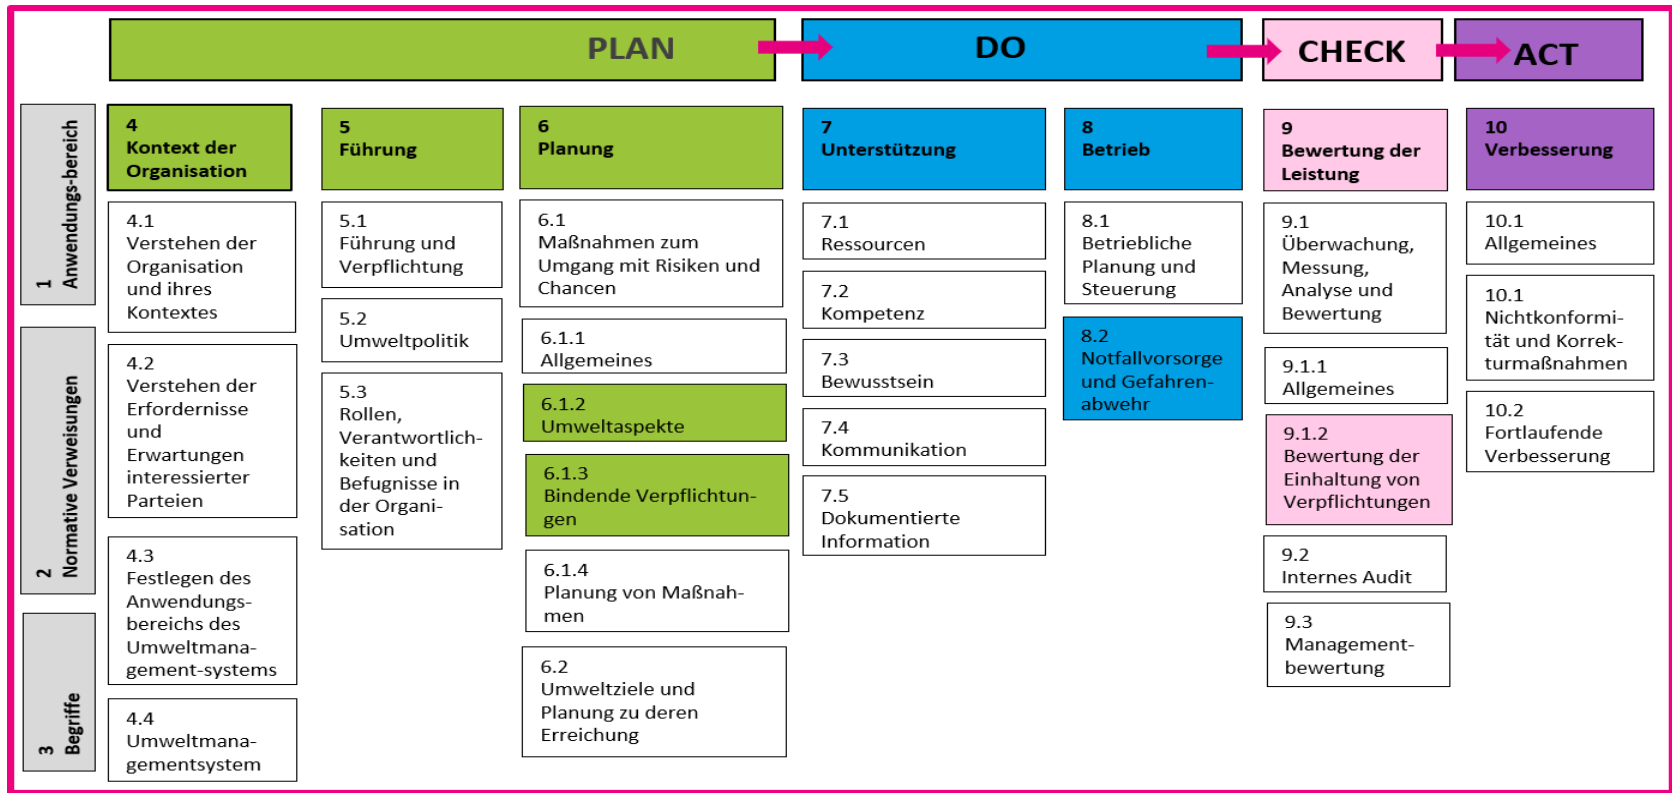 PLAN
DO
CHECK
ACT
1
Anwendungs-bereich
2
Normative Verweisungen
3
Begriffe
4
Kontext der
Organisation
4.1
Verstehen der
Organisation
und ihres
Kontextes
4.2
Verstehen der
Erfordernisse
und
Erwartungen
interessierter
Parteien
4.3
Festlegen des
Anwendungs-
bereichs des
Umweltmana-
gement-systems
4.4
Umweltmana-
gementsystem
5
Führung
5.1
Führung und
Verpflichtung
5.2
Umweltpolitik
5.3
Rollen,
Verantwortlich-
keiten und
Befugnisse in
der Organi-
sation
6
Planung
6.1
Maßnahmen zum
Umgang mit Risiken und
Chancen
6.1.1
Allgemeines
6.1.2
Umweltaspekte
6.1.3
Bindende Verpflichtun-
gen
6.1.4
Planung von Maßnah-
men
6.2
Umweltziele und
Planung zu deren
Erreichung
7
Unterstützung
7.1
Ressourcen
7.2
Kompetenz
7.3
Bewusstsein
7.4
Kommunikation
7.5
Dokumentierte
Information
8
Betrieb
8.1
Betriebliche
Planung und
Steuerung
8.2
Notfallvorsorge
und Gefahren-
abwehr
9
Bewertung der
Leistung
9.1
Überwachung,
Messung,
Analyse und
Bewertung
9.1.1
Allgemeines
9.1.2
Bewertung der
Einhaltung von
Verpflichtungen
9.2
Internes Audit
9.3
Management-
bewertung
10
Verbesserung
10.1
Allgemeines
10.1
Nichtkonformi-
tät und Korrek-
turmaßnahmen
10.2
Fortlaufende
Verbesserung